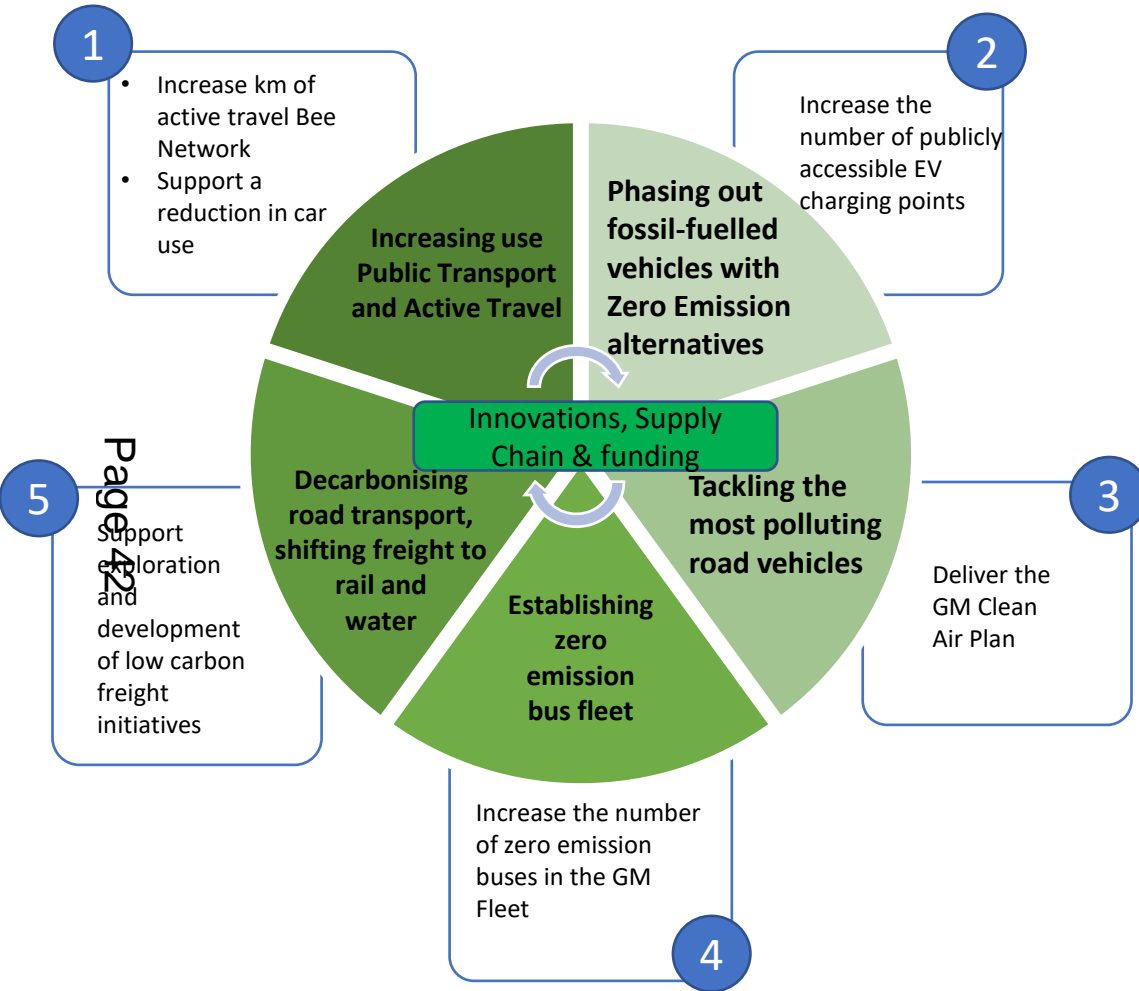 1
• Increase km of
active travel Bee
Network
• Support a
reduction in car
use
2
Increase the
number of publicly
accessible EV
charging points
Increasing use
Public Transport
and Active Travel
Phasing out
fossil-fuelled
vehicles with
Zero Emission
alternatives
Innovations, Supply
Chain & funding
Tackling the
most polluting
road vehicles
3
Deliver the
GM Clean
Air Plan
Establishing
zero
emission
bus fleet
4
Increase the number
of zero emission
buses in the GM
Fleet
Decarbonising
road transport,
shifting freight to
rail and
water
5
Support
exploration
and
development
of low carbon
freight
initiatives
Page 42